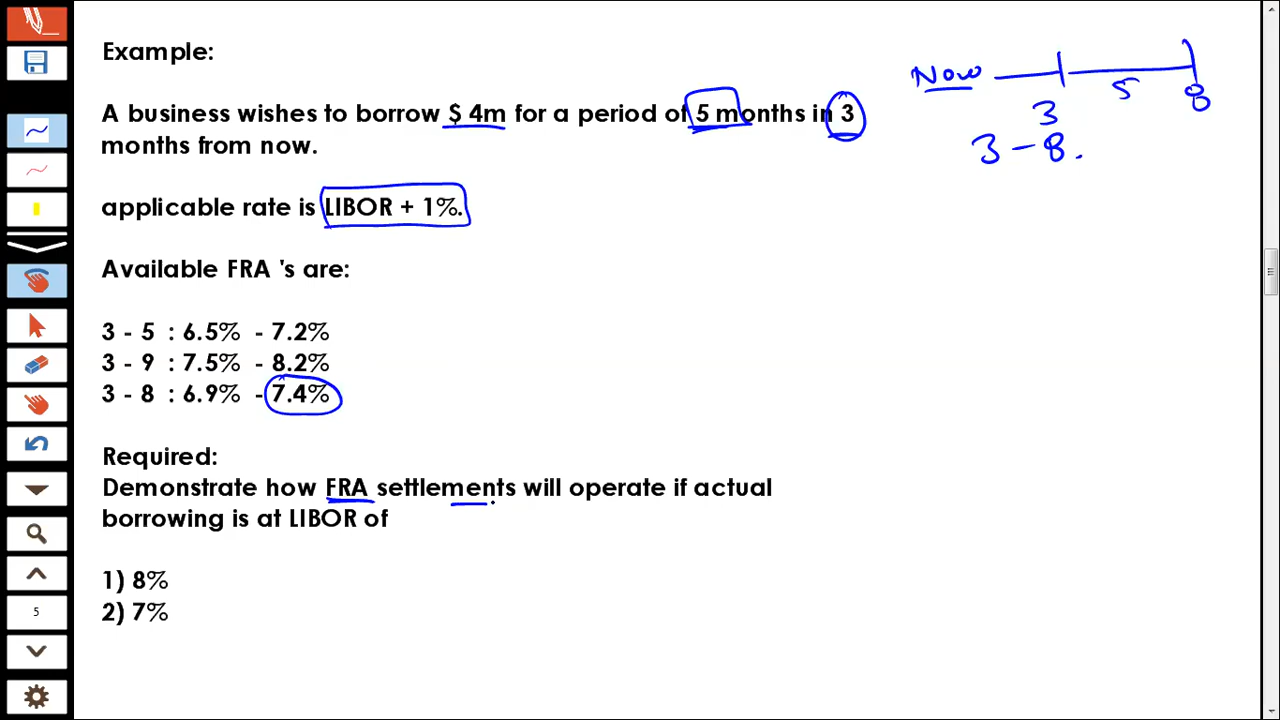 Example:
A business wishes to borrow $ 4m for a period of 5 months in 3
months from now.
applicable rate is LIBOR + 1%.
Available FRA 's are:
3 - 5 : 6.5% - 7.2%
3 - 9 : 7.5% - 8.2%
3 - 8 : 6.9% - 7.4%
Required:
Demonstrate how FRA settlements will operate if actual
borrowing is at LIBOR of
1) 8%
2) 7%
Now
5
8
3
3 - 8.
5